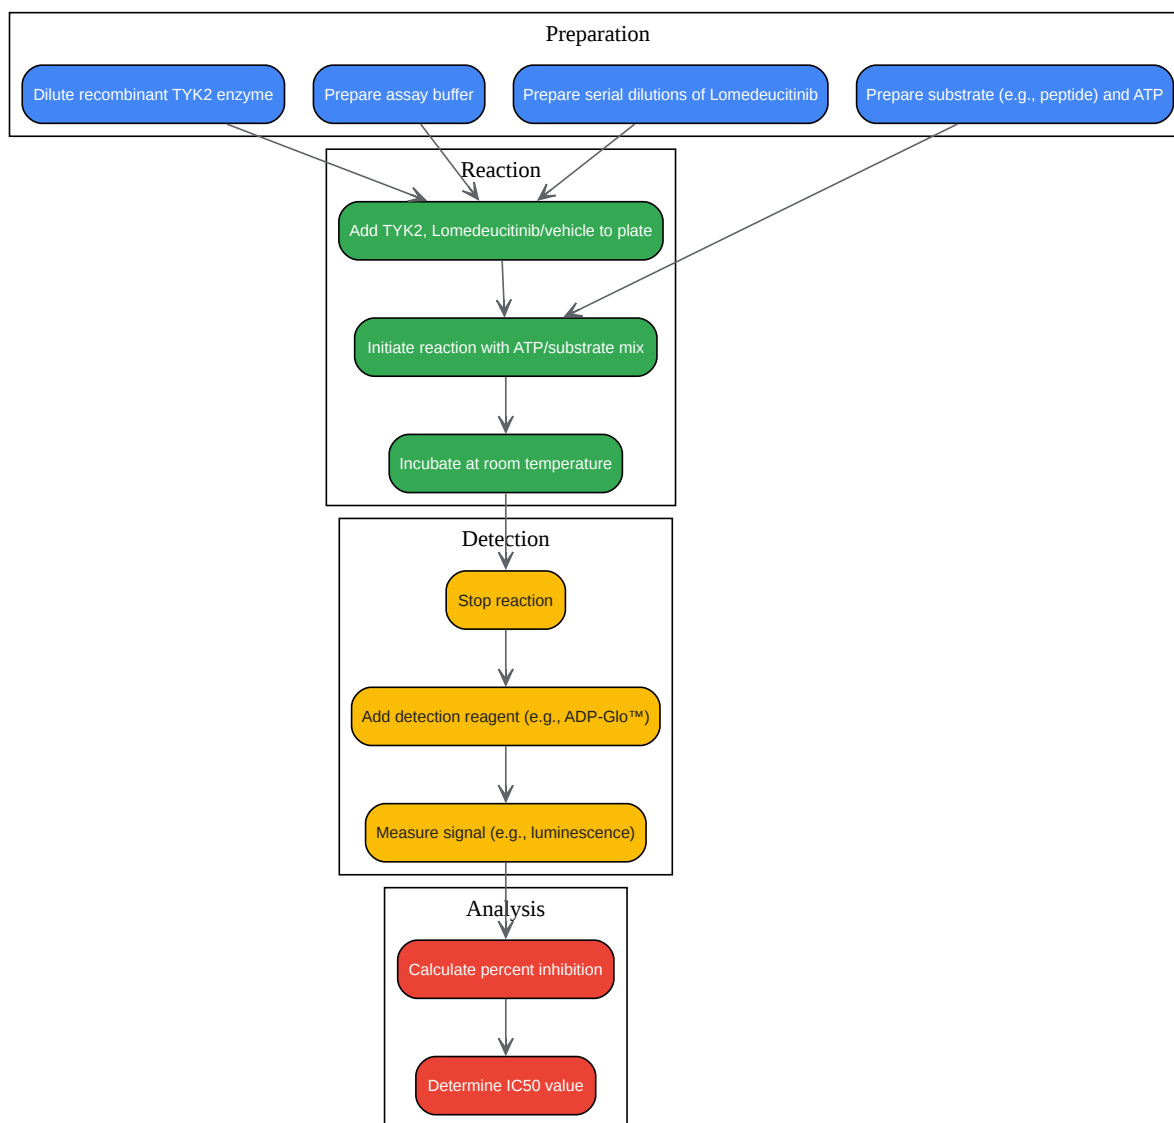 Preparation
Dilute recombinant TYK2 enzyme
Prepare assay buffer
Prepare serial dilutions of Lomedeucitinib
Prepare substrate (e.g., peptide) and ATP
Reaction
Add TYK2, Lomedeucitinib/vehicle to plate
Initiate reaction with ATP/substrate mix
Incubate at room temperature
Detection
Stop reaction
Add detection reagent (e.g., ADP-Glo™)
Measure signal (e.g., luminescence)
Analysis
Calculate percent inhibition
Determine IC50 value